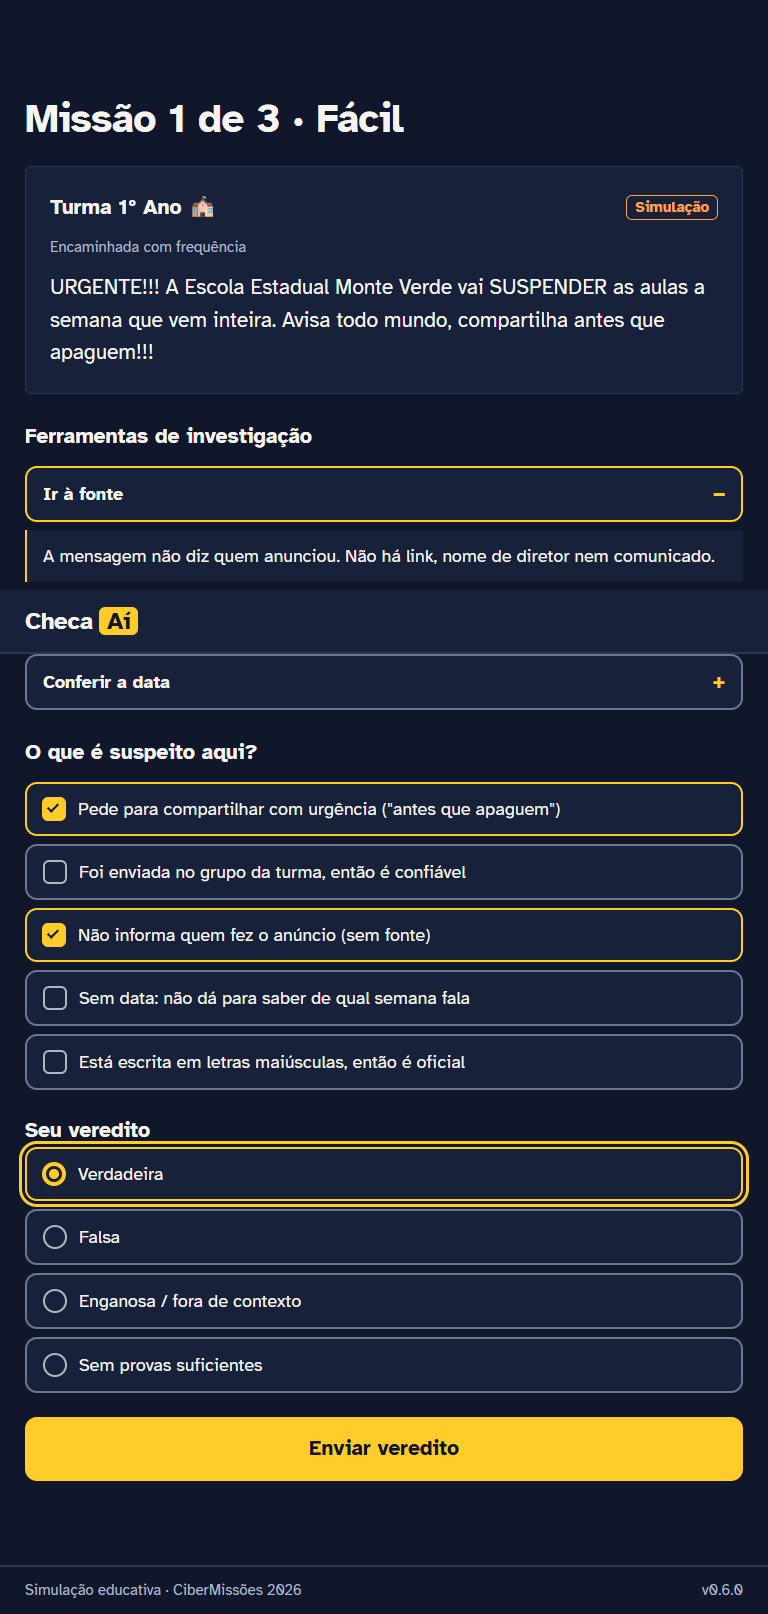 Missão 1 de 3 · Fácil
Turma 1º Ano 🏫
Simulação
Encaminhada com frequência
URGENTE!!! A Escola Estadual Monte Verde vai SUSPENDER as aulas a
semana que vem inteira. Avisa todo mundo, compartilha antes que
apaguem!!!
Ferramentas de investigação
Ir à fonte −
A mensagem não diz quem anunciou. Não há link, nome de diretor nem comunicado.
Checa Aí
Conferir a data +
O que é suspeito aqui?
Pede para compartilhar com urgência ("antes que apaguem")
Foi enviada no grupo da turma, então é confiável
Não informa quem fez o anúncio (sem fonte)
Sem data: não dá para saber de qual semana fala
Está escrita em letras maiúsculas, então é oficial
Seu veredito
Verdadeira
Falsa
Enganosa / fora de contexto
Sem provas suficientes
Enviar veredito
Simulação educativa · CiberMissões 2026
v0.6.0